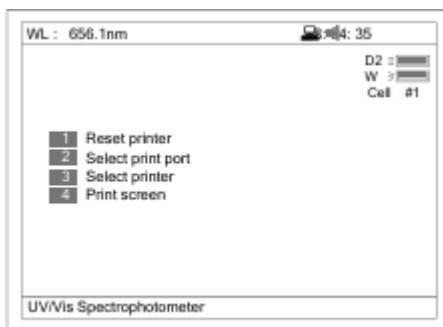 WL : 656.1nm 4: 35
D2
W
Cell #1
1 Reset printer
2 Select print port
3 Select printer
4 Print screen
UV/Vis Spectrophotometer